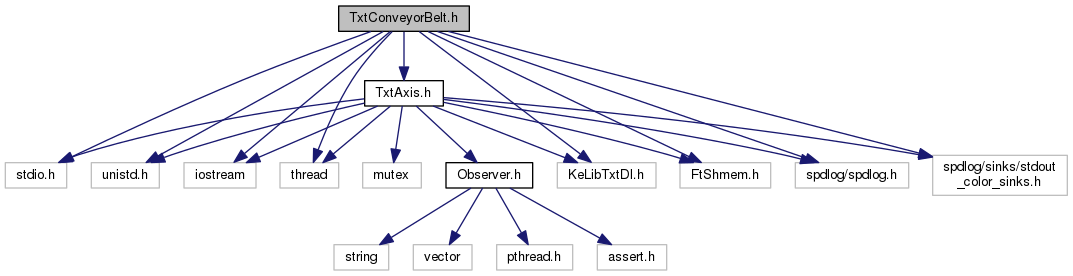 TxtConveyorBelt.h
TxtAxis.h
stdio.h
unistd.h
iostream
thread
mutex
Observer.h
KeLibTxtDl.h
FtShmem.h
spdlog/spdlog.h
spdlog/sinks/stdout
_color_sinks.h
string
vector
pthread.h
assert.h